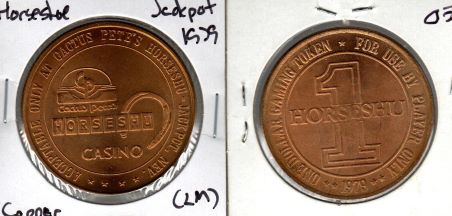 Horseshoe
Jackpot
1979
ACCEPTABLE ONLY AT CACTUS PETE'S HORSESHU - JACKPOT, NEV.
cactus pete's
HORSESHU
CASINO
Copper
(LM)
ONE DOLLAR GAMING TOKEN ★ FOR USE BY PLAYER ONLY
1
HORSESHU
1979